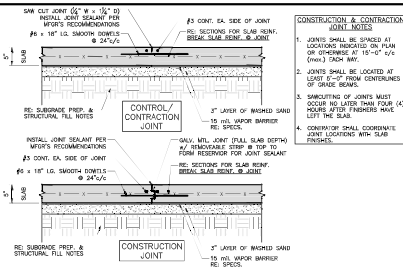 SAW CUT JOINT (¼" W x 1¼" D)
INSTALL JOINT SEALANT PER
MFGR'S RECOMMENDATIONS
#6 x 18" LG. SMOOTH DOWELS
@ 24"c/c
#3 CONT. EA. SIDE OF JOINT
RE: SECTIONS FOR SLAB REINF.
BREAK SLAB REINF. @ JOINT
5"
SLAB
RE: SUBGRADE PREP. &
STRUCTURAL FILL NOTES
CONTROL/
CONTRACTION
JOINT
3" LAYER OF WASHED SAND
15 mIL VAPOR BARRIER
RE: SPECS.
INSTALL JOINT SEALANT PER
MFGR'S RECOMMENDATIONS
#3 CONT. EA. SIDE OF JOINT
#6 x 18" LG. SMOOTH DOWELS
@ 24"c/c
GALV. MTL. JOINT (FULL SLAB DEPTH)
w/ REMOVEABLE STRIP @ TOP TO
FORM RESERVOIR FOR JOINT SEALANT
RE: SECTIONS FOR SLAB REINF.
BREAK SLAB REINF. @ JOINT
5"
SLAB
RE: SUBGRADE PREP. &
STRUCTURAL FILL NOTES
CONSTRUCTION
JOINT
3" LAYER OF WASHED SAND
15 mIL VAPOR BARRIER
RE: SPECS.
CONSTRUCTION & CONTRACTION
JOINT NOTES
1. JOINTS SHALL BE SPACED AT
LOCATIONS INDICATED ON PLAN
OR OTHERWISE AT 15'-0" c/c
(max.) EACH WAY.
2. JOINTS SHALL BE LOCATED AT
LEAST 5'-0" FROM CENTERLINES
OF GRADE BEAMS.
3. SAWCUTTING OF JOINTS MUST
OCCUR NO LATER THAN FOUR (4)
HOURS AFTER FINISHERS HAVE
LEFT THE SLAB.
4. CONTRATOR SHALL COORDINATE
JOINT LOCATIONS WITH SLAB
FINISHES.